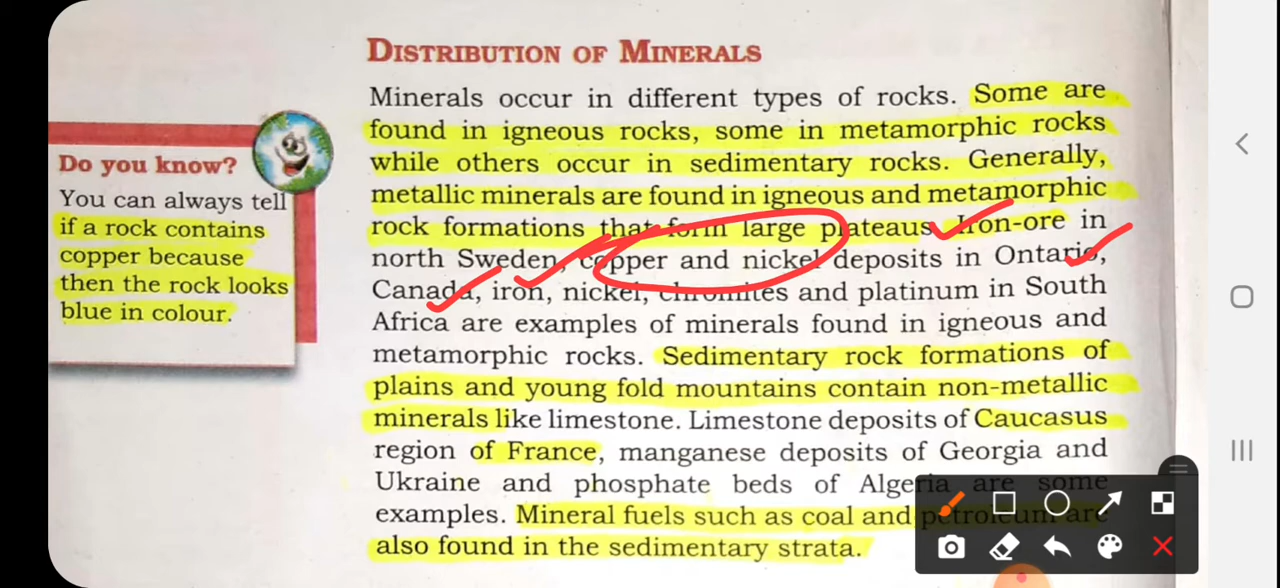 DISTRIBUTION OF MINERALS
Minerals occur in different types of rocks. Some are
found in igneous rocks, some in metamorphic rocks
while others occur in sedimentary rocks. Generally,
metallic minerals are found in igneous and metamorphic
rock formations that form large plateaus. Iron-ore in
north Sweden, copper and nickel deposits in Ontario,
Canada, iron, nickel, chromites and platinum in South
Africa are examples of minerals found in igneous and
metamorphic rocks. Sedimentary rock formations of
plains and young fold mountains contain non-metallic
minerals like limestone. Limestone deposits of Caucasus
region of France, manganese deposits of Georgia and
Ukraine and phosphate beds of Algeria are some
examples. Mineral fuels such as coal and petroleum are
also found in the sedimentary strata.
Do you know?
You can always tell
if a rock contains
copper because
then the rock looks
blue in colour.